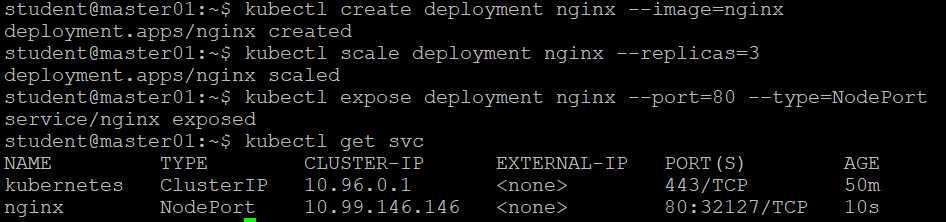 student@master01:~$ kubectl create deployment nginx --image=nginx
deployment.apps/nginx created
student@master01:~$ kubectl scale deployment nginx --replicas=3
deployment.apps/nginx scaled
student@master01:~$ kubectl expose deployment nginx --port=80 --type=NodePort
service/nginx exposed
student@master01:~$ kubectl get svc
NAME TYPE CLUSTER-IP EXTERNAL-IP PORT(S) AGE
kubernetes ClusterIP 10.96.0.1 <none> 443/TCP 50m
nginx NodePort 10.99.146.146 <none> 80:32127/TCP 10s